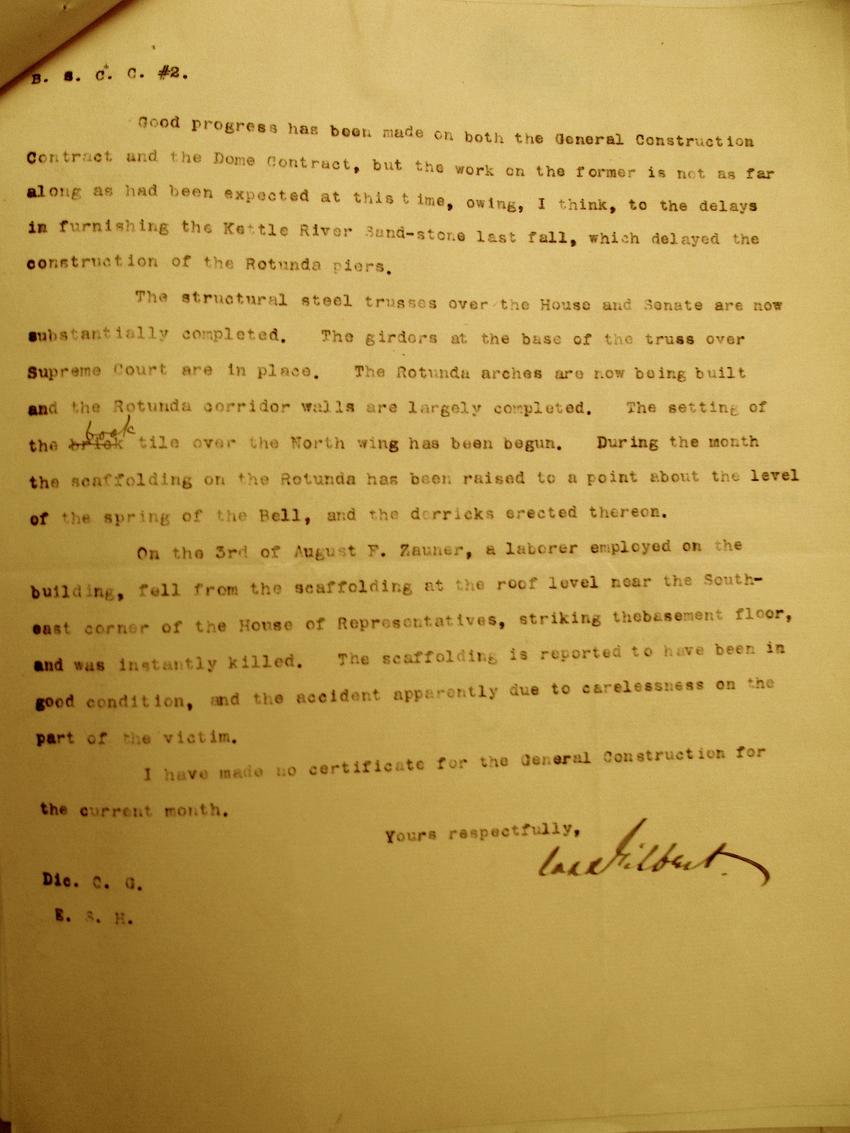 B. S. C. C. #2.
Good progress has been made on both the General Construction
Contract and the Dome Contract, but the work on the former is not as far
along as had been expected at this time, owing, I think, to the delays
in furnishing the Kettle River Sand-stone last fall, which delayed the
construction of the Rotunda piers.
The structural steel trusses over the House and Senate are now
substantially completed. The girders at the base of the truss over
Supreme Court are in place. The Rotunda arches are now being built
and the Rotunda corridor walls are largely completed. The setting of
book
the brick tile over the North wing has been begun. During the month
the scaffolding on the Rotunda has been raised to a point about the level
of the spring of the Bell, and the derricks erected thereon.
On the 3rd of August F. Zauner, a laborer employed on the
building, fell from the scaffolding at the roof level near the South-
east corner of the House of Representatives, striking thebasement floor,
and was instantly killed. The scaffolding is reported to have been in
good condition, and the accident apparently due to carelessness on the
part of the victim.
I have made no certificate for the General Construction for
the current month.
Yours respectfully,
Cass Gilbert.
Dic. C. G.
E. S. H.